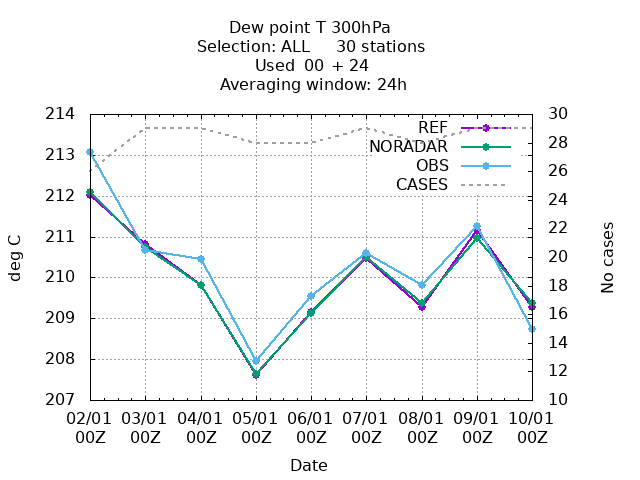 Dew point T 300hPa
Selection: ALL 30 stations
Used 00 + 24
Averaging window: 24h
214
213
212
211
210
209
208
207
deg C
30
28
26
24
22
20
18
16
14
12
10
No cases
REF
NORADAR
OBS
CASES
02/01 03/01 04/01 05/01 06/01 07/01 08/01 09/01 10/01
00Z 00Z 00Z 00Z 00Z 00Z 00Z 00Z 00Z
Date